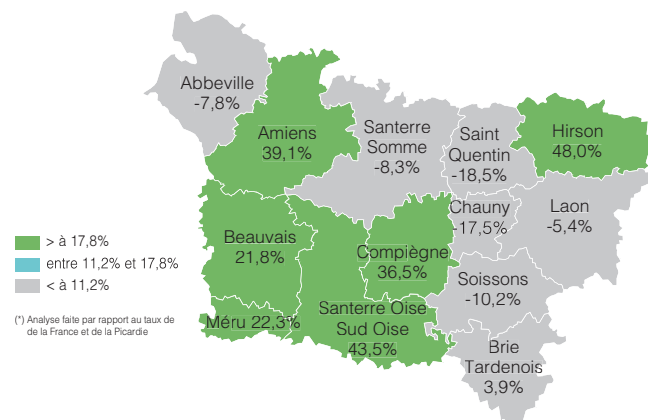 Abbeville
-7,8%
Amiens
39,1%
Santerre
Somme
-8,3%
Saint
Quentin
-18,5%
Hirson
48,0%
Chauny
-17,5%
Laon
-5,4%
Beauvais
21,8%
Compiègne
36,5%
Soissons
-10,2%
Méru 22,3%
Santerre Oise
Sud Oise
43,5%
Brie
Tardenois
3,9%
> à 17,8%
entre 11,2% et 17,8%
< à 11,2%
(*) Analyse faite par rapport au taux de
de la France et de la Picardie